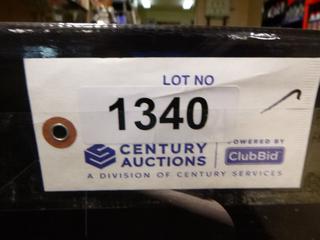 LOT NO
1340
CENTURY
AUCTIONS
POWERED BY
ClubBid
A DIVISION OF CENTURY SERVICES